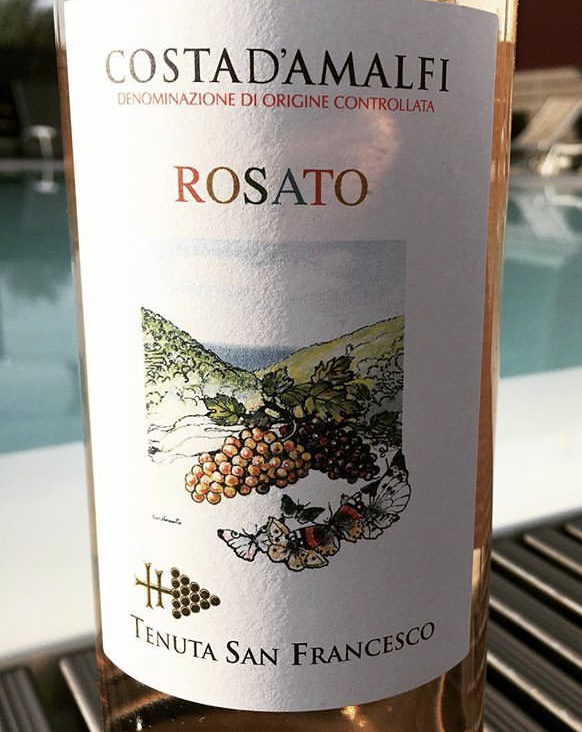 COSTAD'AMALFI
DENOMINAZIONE DI ORIGINE CONTROLLATA
ROSATO
TENUTA SAN FRANCESCO